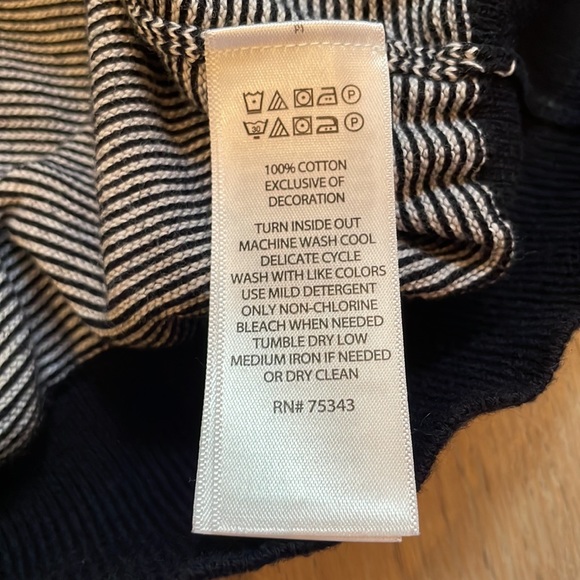 P
30 P
100% COTTON
EXCLUSIVE OF
DECORATION
TURN INSIDE OUT
MACHINE WASH COOL
DELICATE CYCLE
WASH WITH LIKE COLORS
USE MILD DETERGENT
ONLY NON-CHLORINE
BLEACH WHEN NEEDED
TUMBLE DRY LOW
MEDIUM IRON IF NEEDED
OR DRY CLEAN
RN# 75343